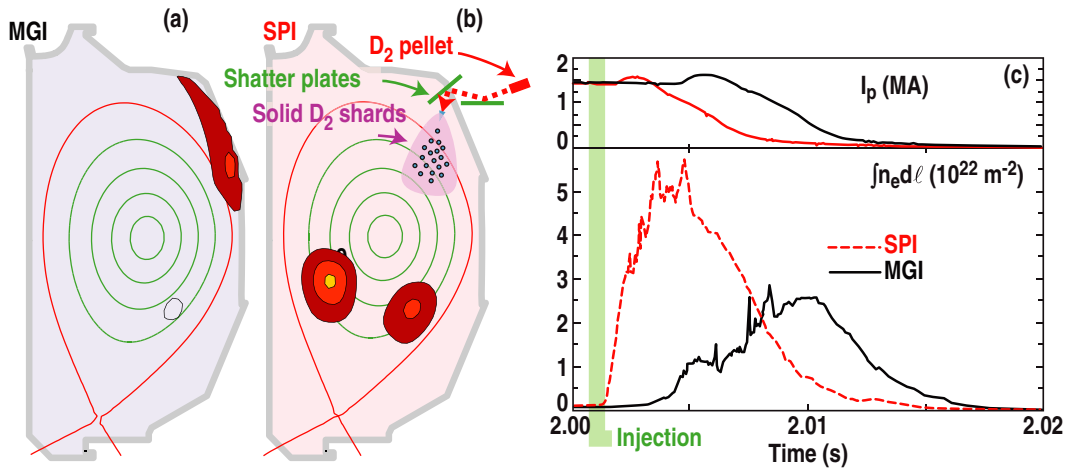 MGI
(a)
SPI
(b)
D₂ pellet
Shatter plates
Solid D₂ shards
(c)
Iₚ (MA)
2
1
0
∫nₑdℓ (10²² m⁻²)
5
4
3
2
1
0
SPI
MGI
2.00
2.01
2.02
Injection
Time (s)